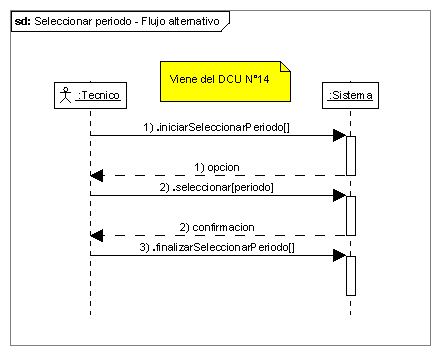 sd: Seleccionar periodo - Flujo alternativo
Viene del DCU N°14
:Tecnico
:Sistema
1) .iniciarSeleccionarPeriodo[]
1) opcion
2) .seleccionar[periodo]
2) confirmacion
3) .finalizarSeleccionarPeriodo[]